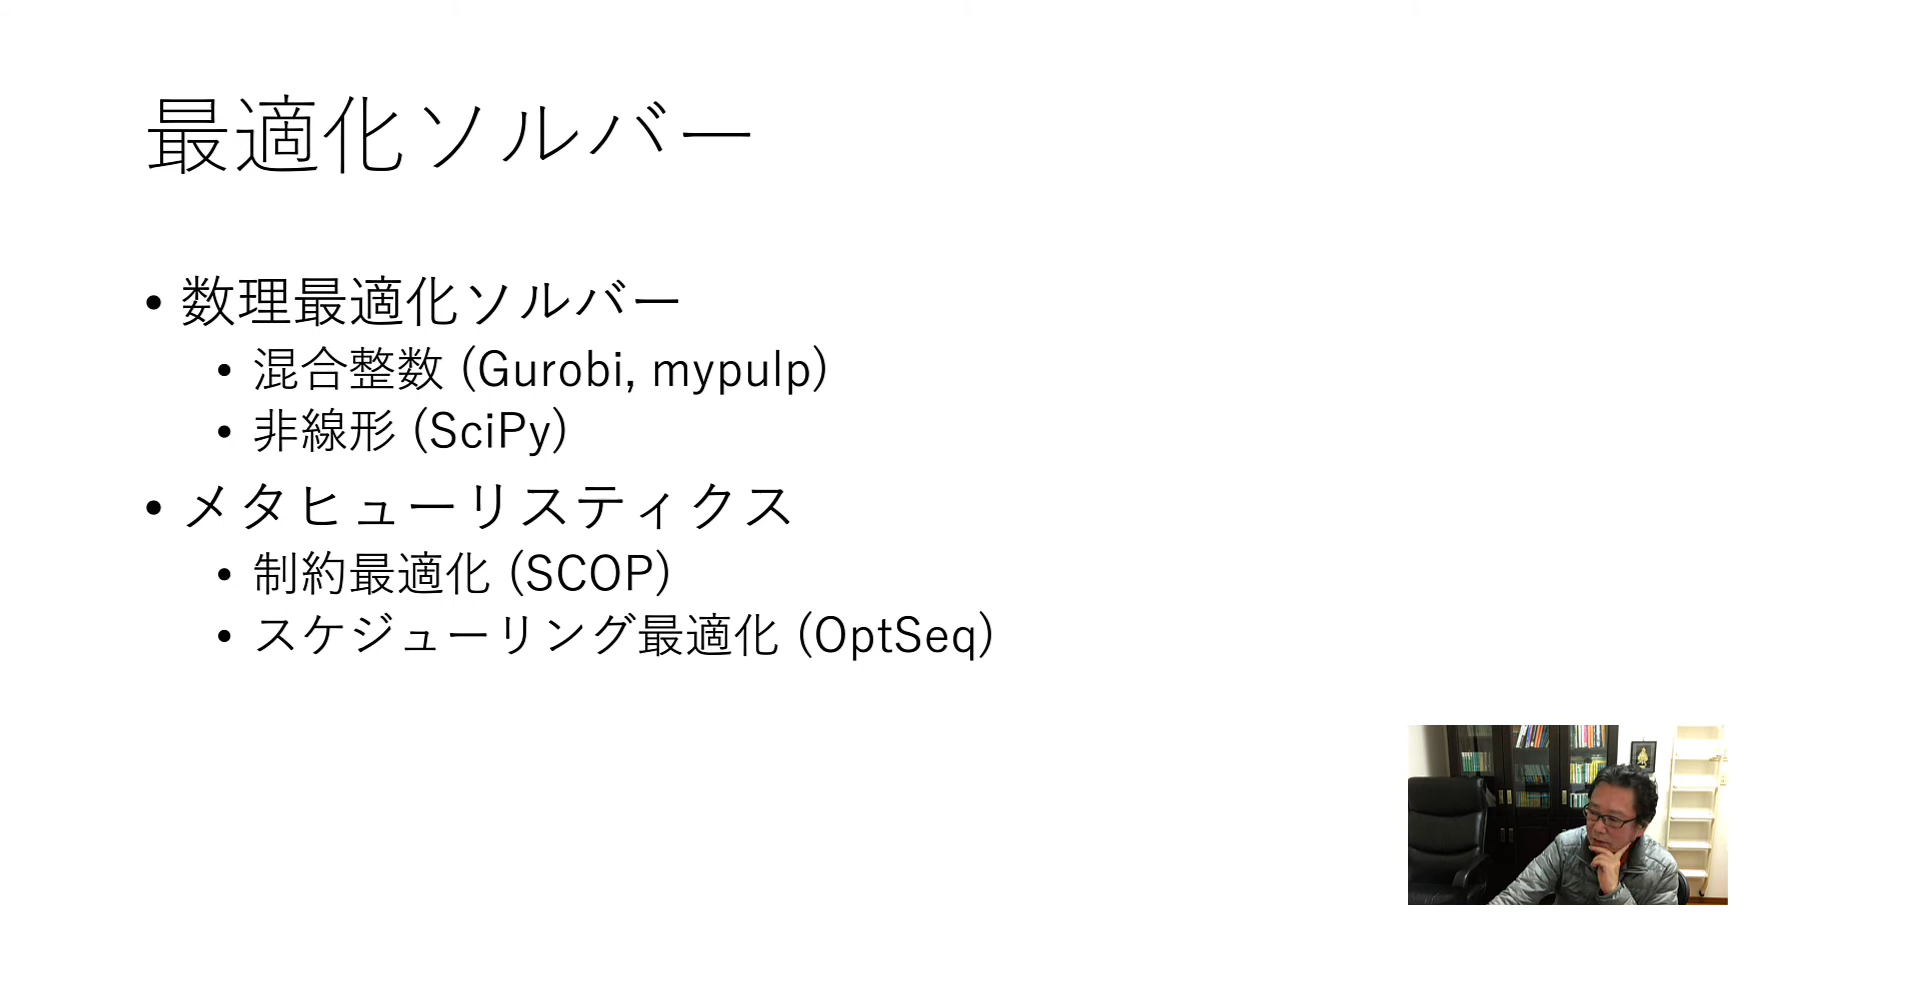 最適化ソルバー
• 数理最適化ソルバー
• 混合整数 (Gurobi, mypulp)
• 非線形 (SciPy)
• メタヒューリスティクス
• 制約最適化 (SCOP)
• スケジューリング最適化 (OptSeq)